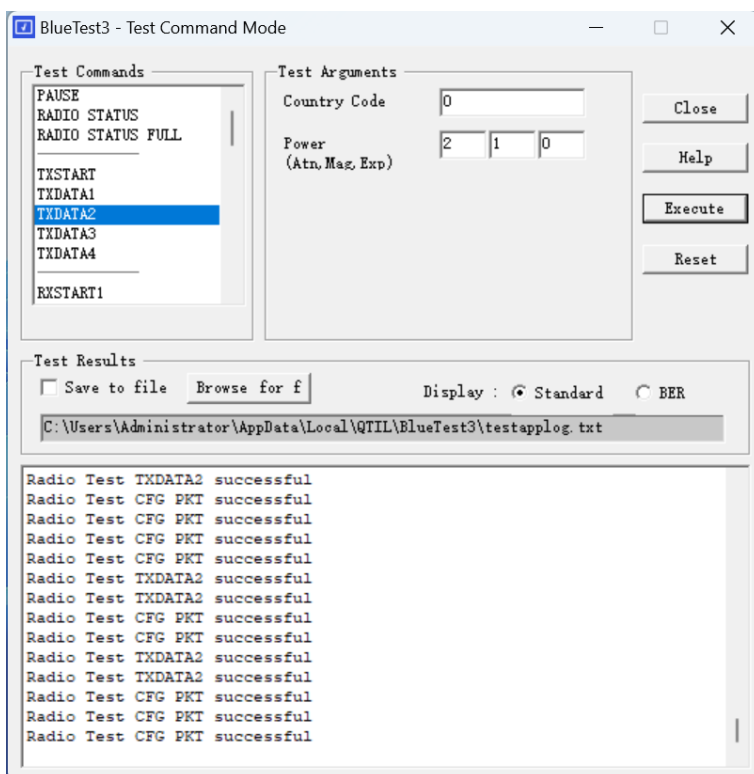 BlueTest3 - Test Command Mode
Test Commands
PAUSE
RADIO STATUS
RADIO STATUS FULL
TXSTART
TXDATA1
TXDATA2
TXDATA3
TXDATA4
RXSTART1
Test Arguments
Country Code 0
Power 2 1 0
(Atn,Mag,Exp)
Close
Help
Execute
Reset
Test Results
Save to file Browse for f Display : Standard BER
C:\Users\Administrator\AppData\Local\QTIL\BlueTest3\testapplog.txt
Radio Test TXDATA2 successful
Radio Test CFG PKT successful
Radio Test CFG PKT successful
Radio Test CFG PKT successful
Radio Test CFG PKT successful
Radio Test TXDATA2 successful
Radio Test TXDATA2 successful
Radio Test CFG PKT successful
Radio Test CFG PKT successful
Radio Test TXDATA2 successful
Radio Test TXDATA2 successful
Radio Test CFG PKT successful
Radio Test CFG PKT successful
Radio Test CFG PKT successful